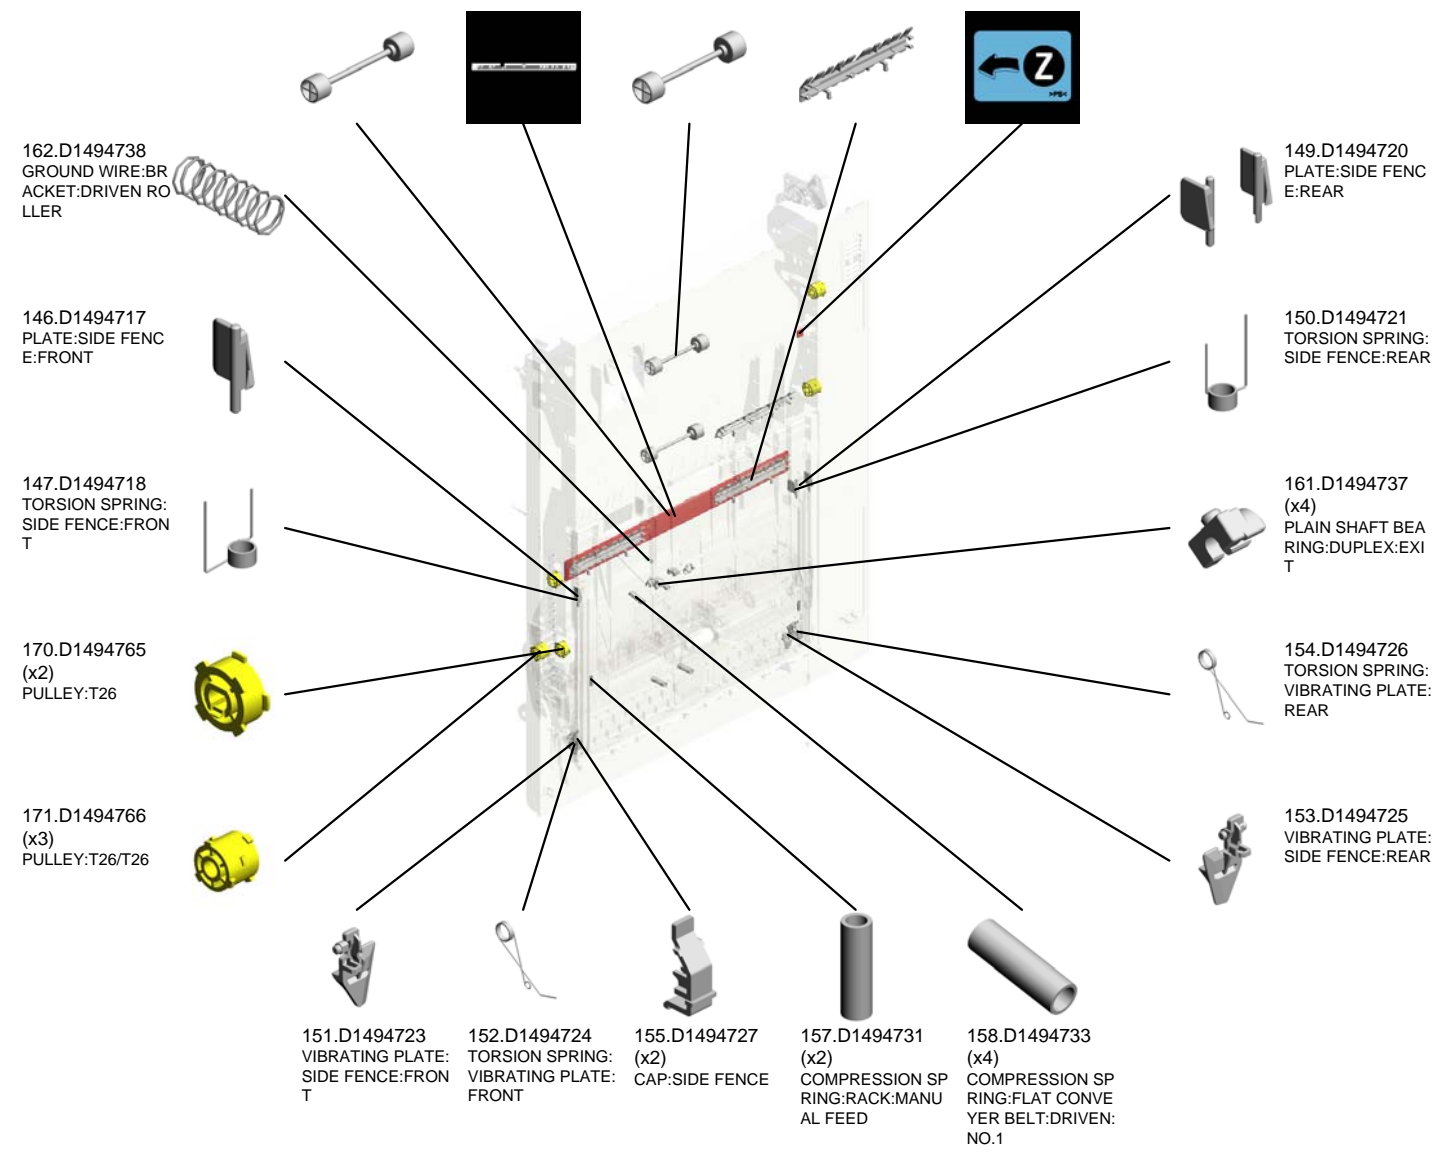 Z
>PS<
162.D1494738
GROUND WIRE:BR
ACKET:DRIVEN RO
LLER
149.D1494720
PLATE:SIDE FENC
E:REAR
146.D1494717
PLATE:SIDE FENC
E:FRONT
150.D1494721
TORSION SPRING:
SIDE FENCE:REAR
147.D1494718
TORSION SPRING:
SIDE FENCE:FRON
T
161.D1494737
(x4)
PLAIN SHAFT BEA
RING:DUPLEX:EXI
T
170.D1494765
(x2)
PULLEY:T26
154.D1494726
TORSION SPRING:
VIBRATING PLATE:
REAR
171.D1494766
(x3)
PULLEY:T26/T26
153.D1494725
VIBRATING PLATE:
SIDE FENCE:REAR
151.D1494723
VIBRATING PLATE:
SIDE FENCE:FRON
T
152.D1494724
TORSION SPRING:
VIBRATING PLATE:
FRONT
155.D1494727
(x2)
CAP:SIDE FENCE
157.D1494731
(x2)
COMPRESSION SP
RING:RACK:MANU
AL FEED
158.D1494733
(x4)
COMPRESSION SP
RING:FLAT CONVE
YER BELT:DRIVEN:
NO.1